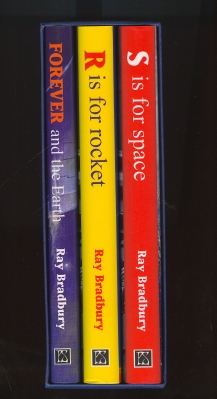 FOREVER and the Earth Ray Bradbury
R is for rocket Ray Bradbury
S is for space Ray Bradbury